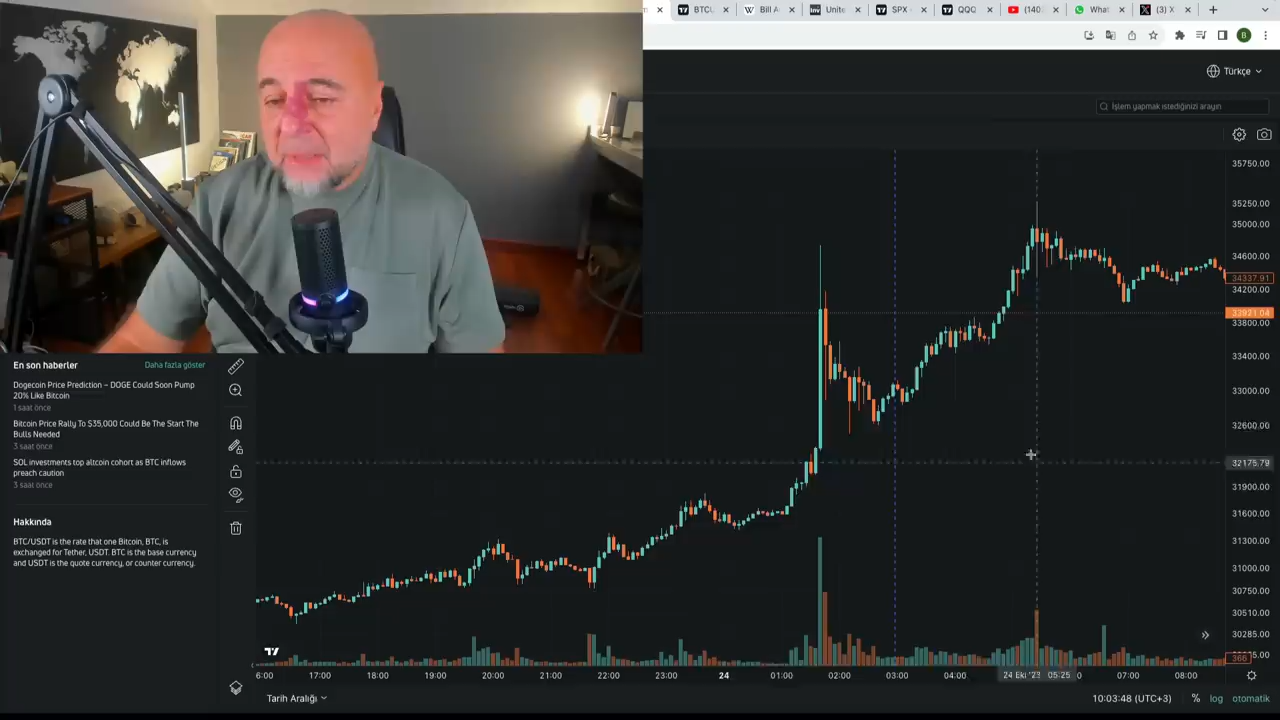 BTCU
Bill A
Unite
SPX
QQQ
(140
What
(3) X
B
Türkçe
İşlem yapmak istediğinizi arayın
En son haberler
Daha fazla göster
Dogecoin Price Prediction – DOGE Could Soon Pump
20% Like Bitcoin
1 saat önce
Bitcoin Price Rally To $35,000 Could Be The Start The
Bulls Needed
3 saat önce
SOL investments top altcoin cohort as BTC inflows
preach caution
3 saat önce
Hakkında
BTC/USDT is the rate that one Bitcoin, BTC, is
exchanged for Tether, USDT. BTC is the base currency
and USDT is the quote currency, or counter currency.
35750.00
35250.00
35000.00
34600.00
34337.91
34200.00
33921.04
33800.00
33400.00
33000.00
32600.00
32175.79
31900.00
31600.00
31300.00
31000.00
30750.00
30510.00
30285.00
366
6:00
17:00
18:00
19:00
20:00
21:00
22:00
23:00
24
01:00
02:00
03:00
04:00
24 Eki '23 05:25
07:00
08:00
Tarih Aralığı
10:03:48 (UTC+3)
%
log
otomatik